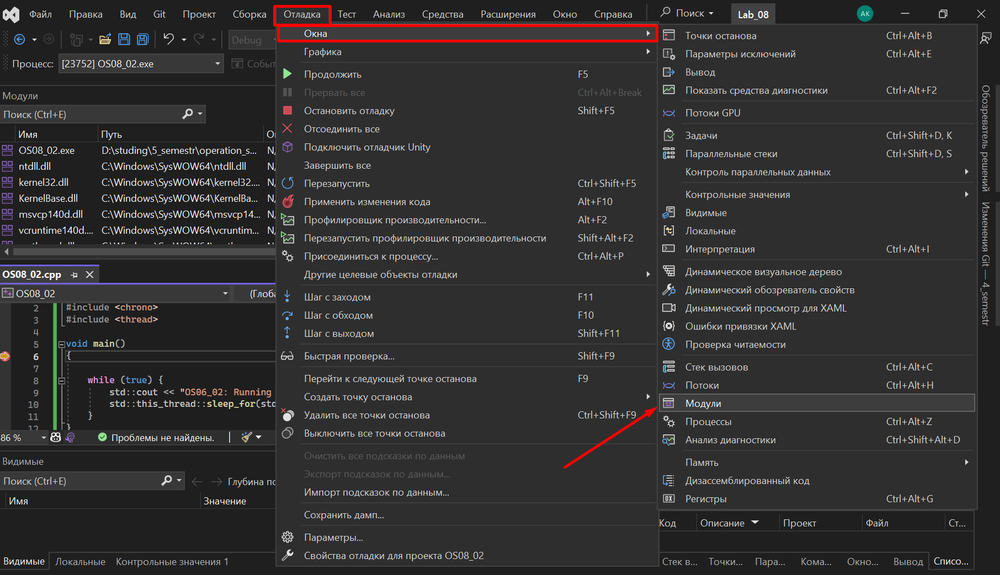 Файл Правка Вид Git Проект Сборка Отладка Тест Анализ Средства Расширения Окно Справка Поиск Lab_08 AK
Debug
Процесс: [23752] OS08_02.exe Событ
Модули
Поиск (Ctrl+E)
Имя Путь
OS08_02.exe D:\studing\5_semestr\operation_s... N/
ntdll.dll C:\Windows\SysWOW64\ntdll.dll N/
kernel32.dll C:\Windows\SysWOW64\kernel32.... N/
KernelBase.dll C:\Windows\SysWOW64\KernelBa... N/
msvcp140d.dll C:\Windows\SysWOW64\msvcp14... N/
vcruntime140d.... C:\Windows\SysWOW64\vcruntim... N/
OS08_02.cpp
OS08_02 (Глоба
2 #include <chrono>
3 #include <thread>
4
5 void main()
6 {
7
8 while (true) {
9 std::cout << "OS06_02: Running
10 std::this_thread::sleep_for(std
11 }
12 }
86 % Проблемы не найдены.
Видимые
Поиск (Ctrl+E) Глубина по
Имя Значение
Видимые Локальные Контрольные значения 1
Окна
Графика
Продолжить F5
Прервать все Ctrl+Alt+Break
Остановить отладку Shift+F5
Отсоединить все
Подключить отладчик Unity
Завершить все
Перезапустить Ctrl+Shift+F5
Применить изменения кода Alt+F10
Профилировщик производительности... Alt+F2
Перезапустить профилировщик производительности Shift+Alt+F2
Присоединиться к процессу... Ctrl+Alt+P
Другие целевые объекты отладки
Шаг с заходом F11
Шаг с обходом F10
Шаг с выходом Shift+F11
Быстрая проверка... Shift+F9
Перейти к следующей точке останова F9
Создать точку останова
Удалить все точки останова Ctrl+Shift+F9
Выключить все точки останова
Очистить все подсказки по данным
Экспорт подсказок по данным...
Импорт подсказок по данным...
Сохранить дамп...
Параметры...
Свойства отладки для проекта OS08_02
Точки останова Ctrl+Alt+B
Параметры исключений Ctrl+Alt+E
Вывод
Показать средства диагностики Ctrl+Alt+F2
Потоки GPU
Задачи Ctrl+Shift+D, K
Параллельные стеки Ctrl+Shift+D, S
Контроль параллельных данных
Контрольные значения
Видимые
Локальные
Интерпретация Ctrl+Alt+I
Динамическое визуальное дерево
Динамический обозреватель свойств
Динамический просмотр для XAML
Ошибки привязки XAML
Проверка читаемости
Стек вызовов Ctrl+Alt+C
Потоки Ctrl+Alt+H
Модули
Процессы Ctrl+Alt+Z
Анализ диагностики Ctrl+Shift+Alt+D
Память
Дизассемблированный код
Регистры Ctrl+Alt+G
Код Описание Проект Файл Ст...
Стек в... Точки... Пара... Кома... Окно... Вывод Списо...
Обозреватель решений
Изменения Git — 4_semestr